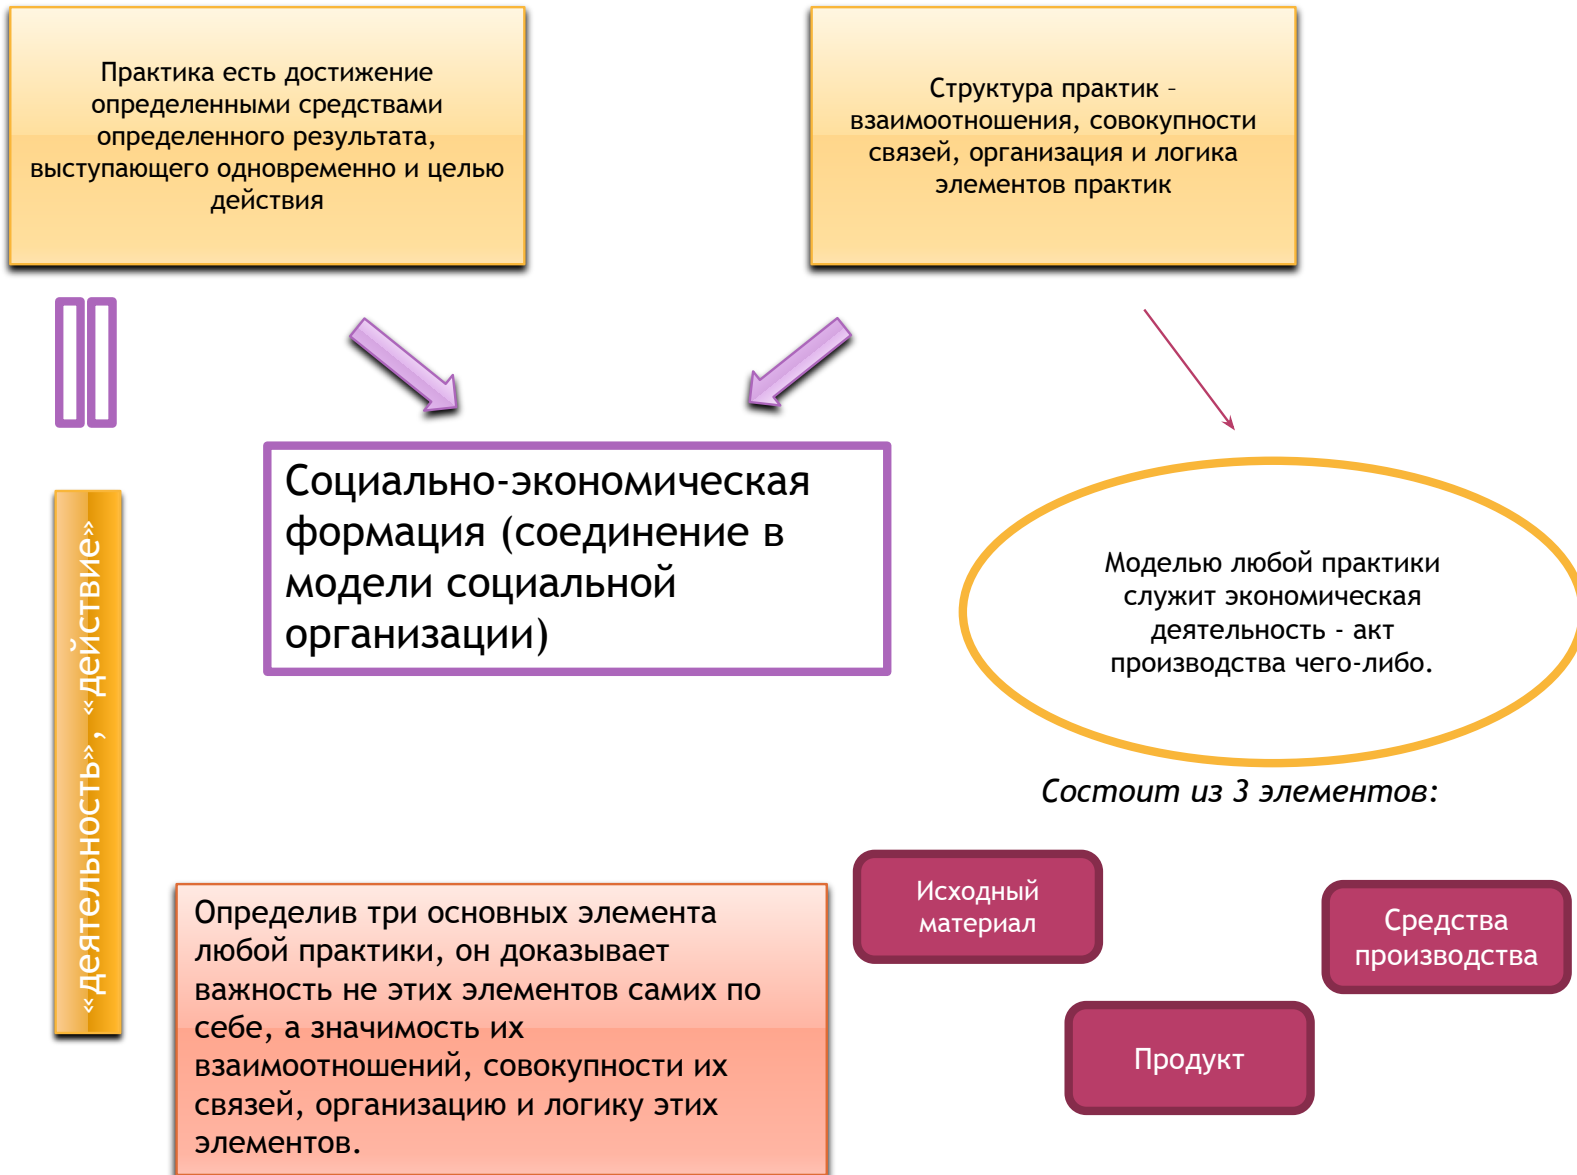 Практика есть достижение
определенными средствами
определенного результата,
выступающего одновременно и целью
действия
Структура практик –
взаимоотношения, совокупности
связей, организация и логика
элементов практик
«деятельность», «действие»
Социально-экономическая
формация (соединение в
модели социальной
организации)
Моделью любой практики
служит экономическая
деятельность - акт
производства чего-либо.
Состоит из 3 элементов:
Исходный
материал
Средства
производства
Продукт
Определив три основных элемента
любой практики, он доказывает
важность не этих элементов самих по
себе, а значимость их
взаимоотношений, совокупности их
связей, организацию и логику этих
элементов.